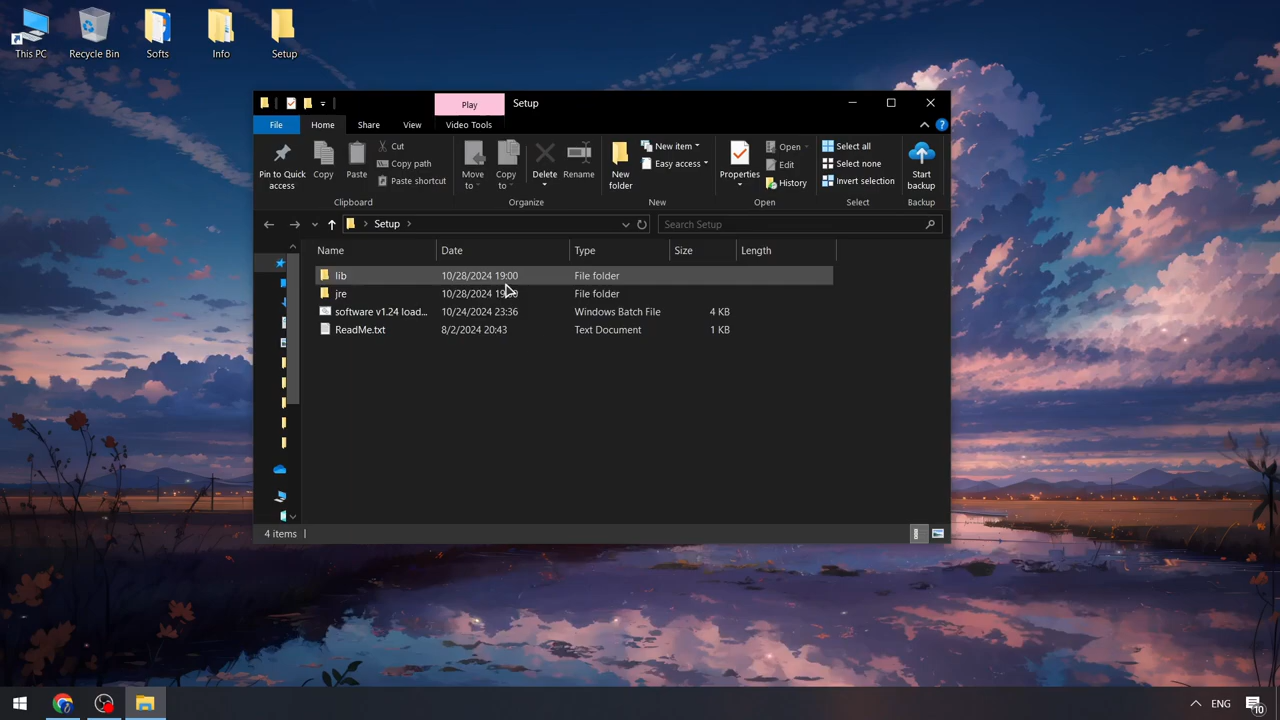 This PC
Recycle Bin
Softs
Info
Setup
Play
Setup
File
Home
Share
View
Video Tools
Pin to Quick access
Copy
Paste
Cut
Copy path
Paste shortcut
Clipboard
Move to
Copy to
Delete
Rename
Organize
New folder
New item
Easy access
New
Properties
Open
Edit
History
Open
Select all
Select none
Invert selection
Select
Start backup
Backup
Setup
Search Setup
Name Date Type Size Length
lib 10/28/2024 19:00 File folder
jre 10/28/2024 File folder
software v1.24 load... 10/24/2024 23:36 Windows Batch File 4 KB
ReadMe.txt 8/2/2024 20:43 Text Document 1 KB
4 items
ENG
10